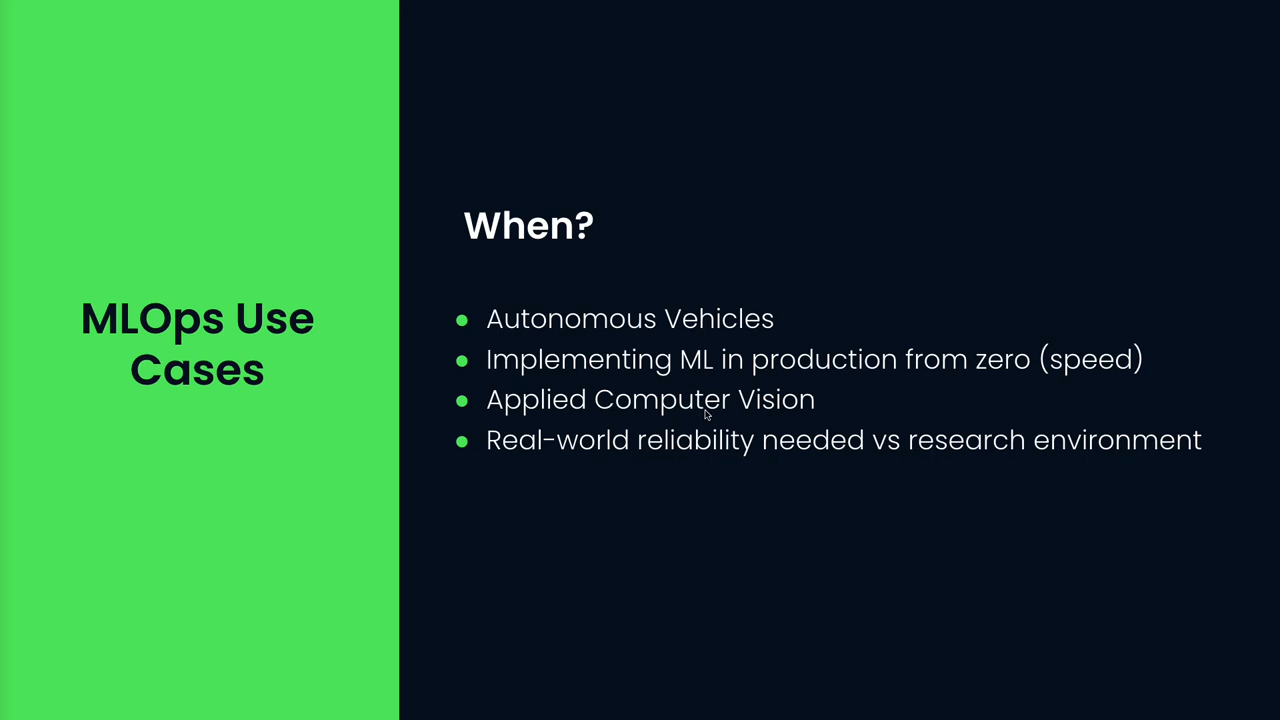 MLOps Use
Cases
When?
Autonomous Vehicles
Implementing ML in production from zero (speed)
Applied Computer Vision
Real-world reliability needed vs research environment